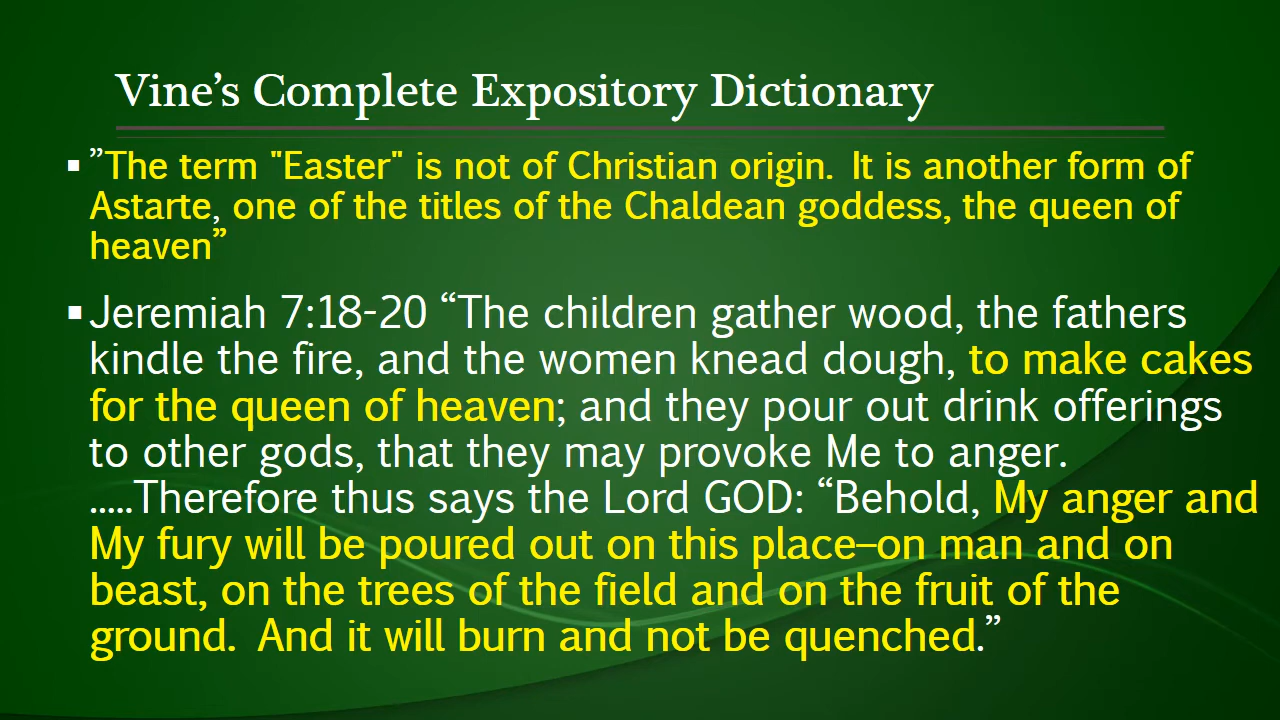 Vine’s Complete Expository Dictionary
▪ ”The term "Easter" is not of Christian origin.  It is another form of
Astarte, one of the titles of the Chaldean goddess, the queen of
heaven”
▪ Jeremiah 7:18-20 “The children gather wood, the fathers
kindle the fire, and the women knead dough, to make cakes
for the queen of heaven; and they pour out drink offerings
to other gods, that they may provoke Me to anger.
.....Therefore thus says the Lord GOD: “Behold, My anger and
My fury will be poured out on this place–on man and on
beast, on the trees of the field and on the fruit of the
ground.  And it will burn and not be quenched.”